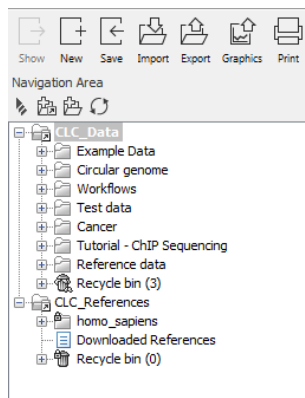 Show New Save Import Export Graphics Print
Navigation Area
CLC_Data
Example Data
Circular genome
Workflows
Test data
Cancer
Tutorial - ChIP Sequencing
Reference data
Recycle bin (3)
CLC_References
homo_sapiens
Downloaded References
Recycle bin (0)